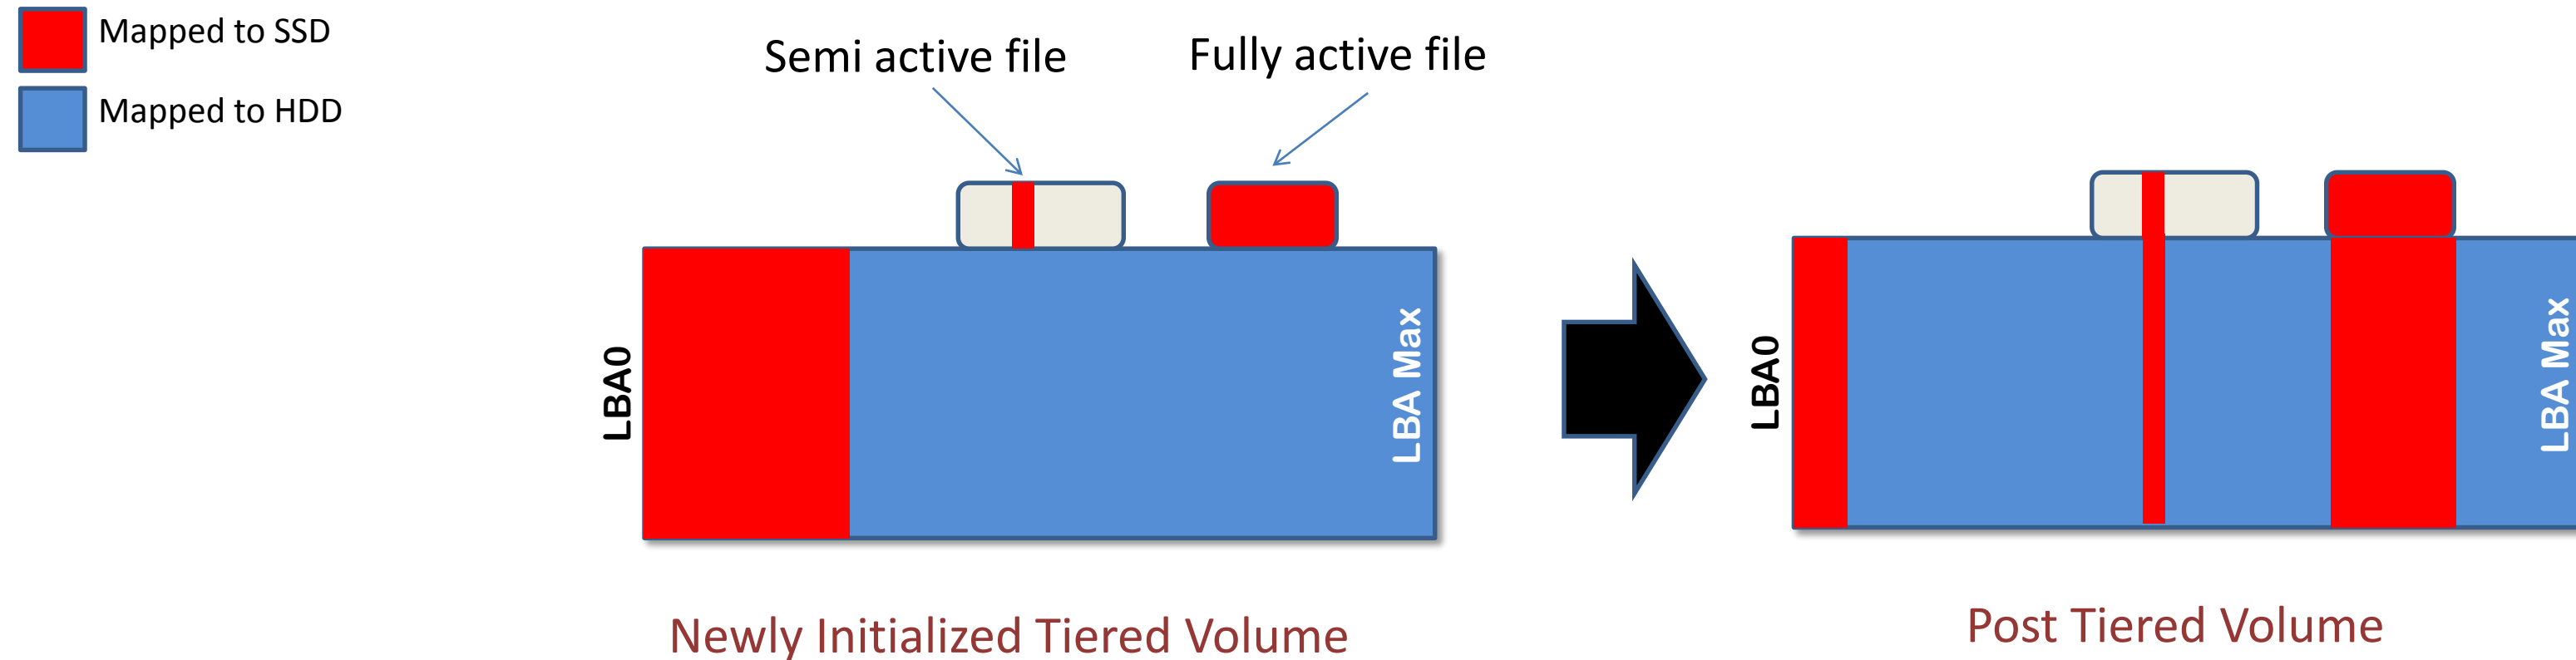 Mapped to SSD
Mapped to HDD
Semi active file
Fully active file
LBA0
LBA Max
LBA0
LBA Max
Newly Initialized Tiered Volume
Post Tiered Volume